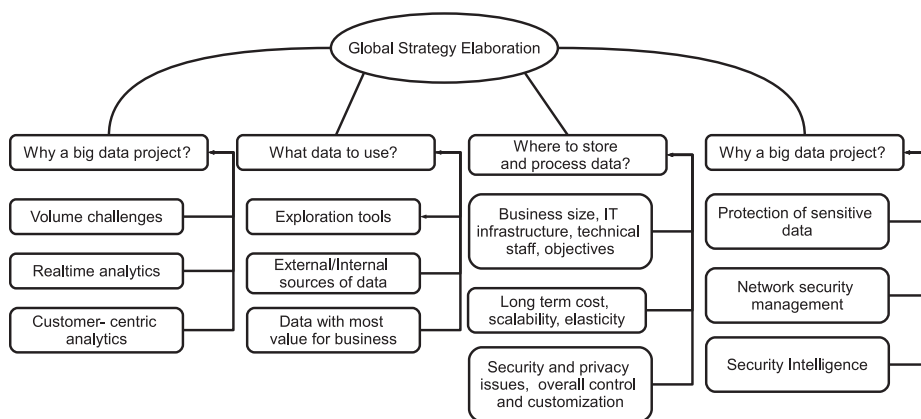 Global Strategy Elaboration
Why a big data project?
Volume challenges
Realtime analytics
Customer- centric
analytics
What data to use?
Exploration tools
External/Internal
sources of data
Data with most
value for business
Where to store
and process data?
Business size, IT
infrastructure, technical
staff, objectives
Long term cost,
scalability, elasticity
Security and privacy
issues, overall control
and customization
Why a big data project?
Protection of sensitive
data
Network security
management
Security Intelligence